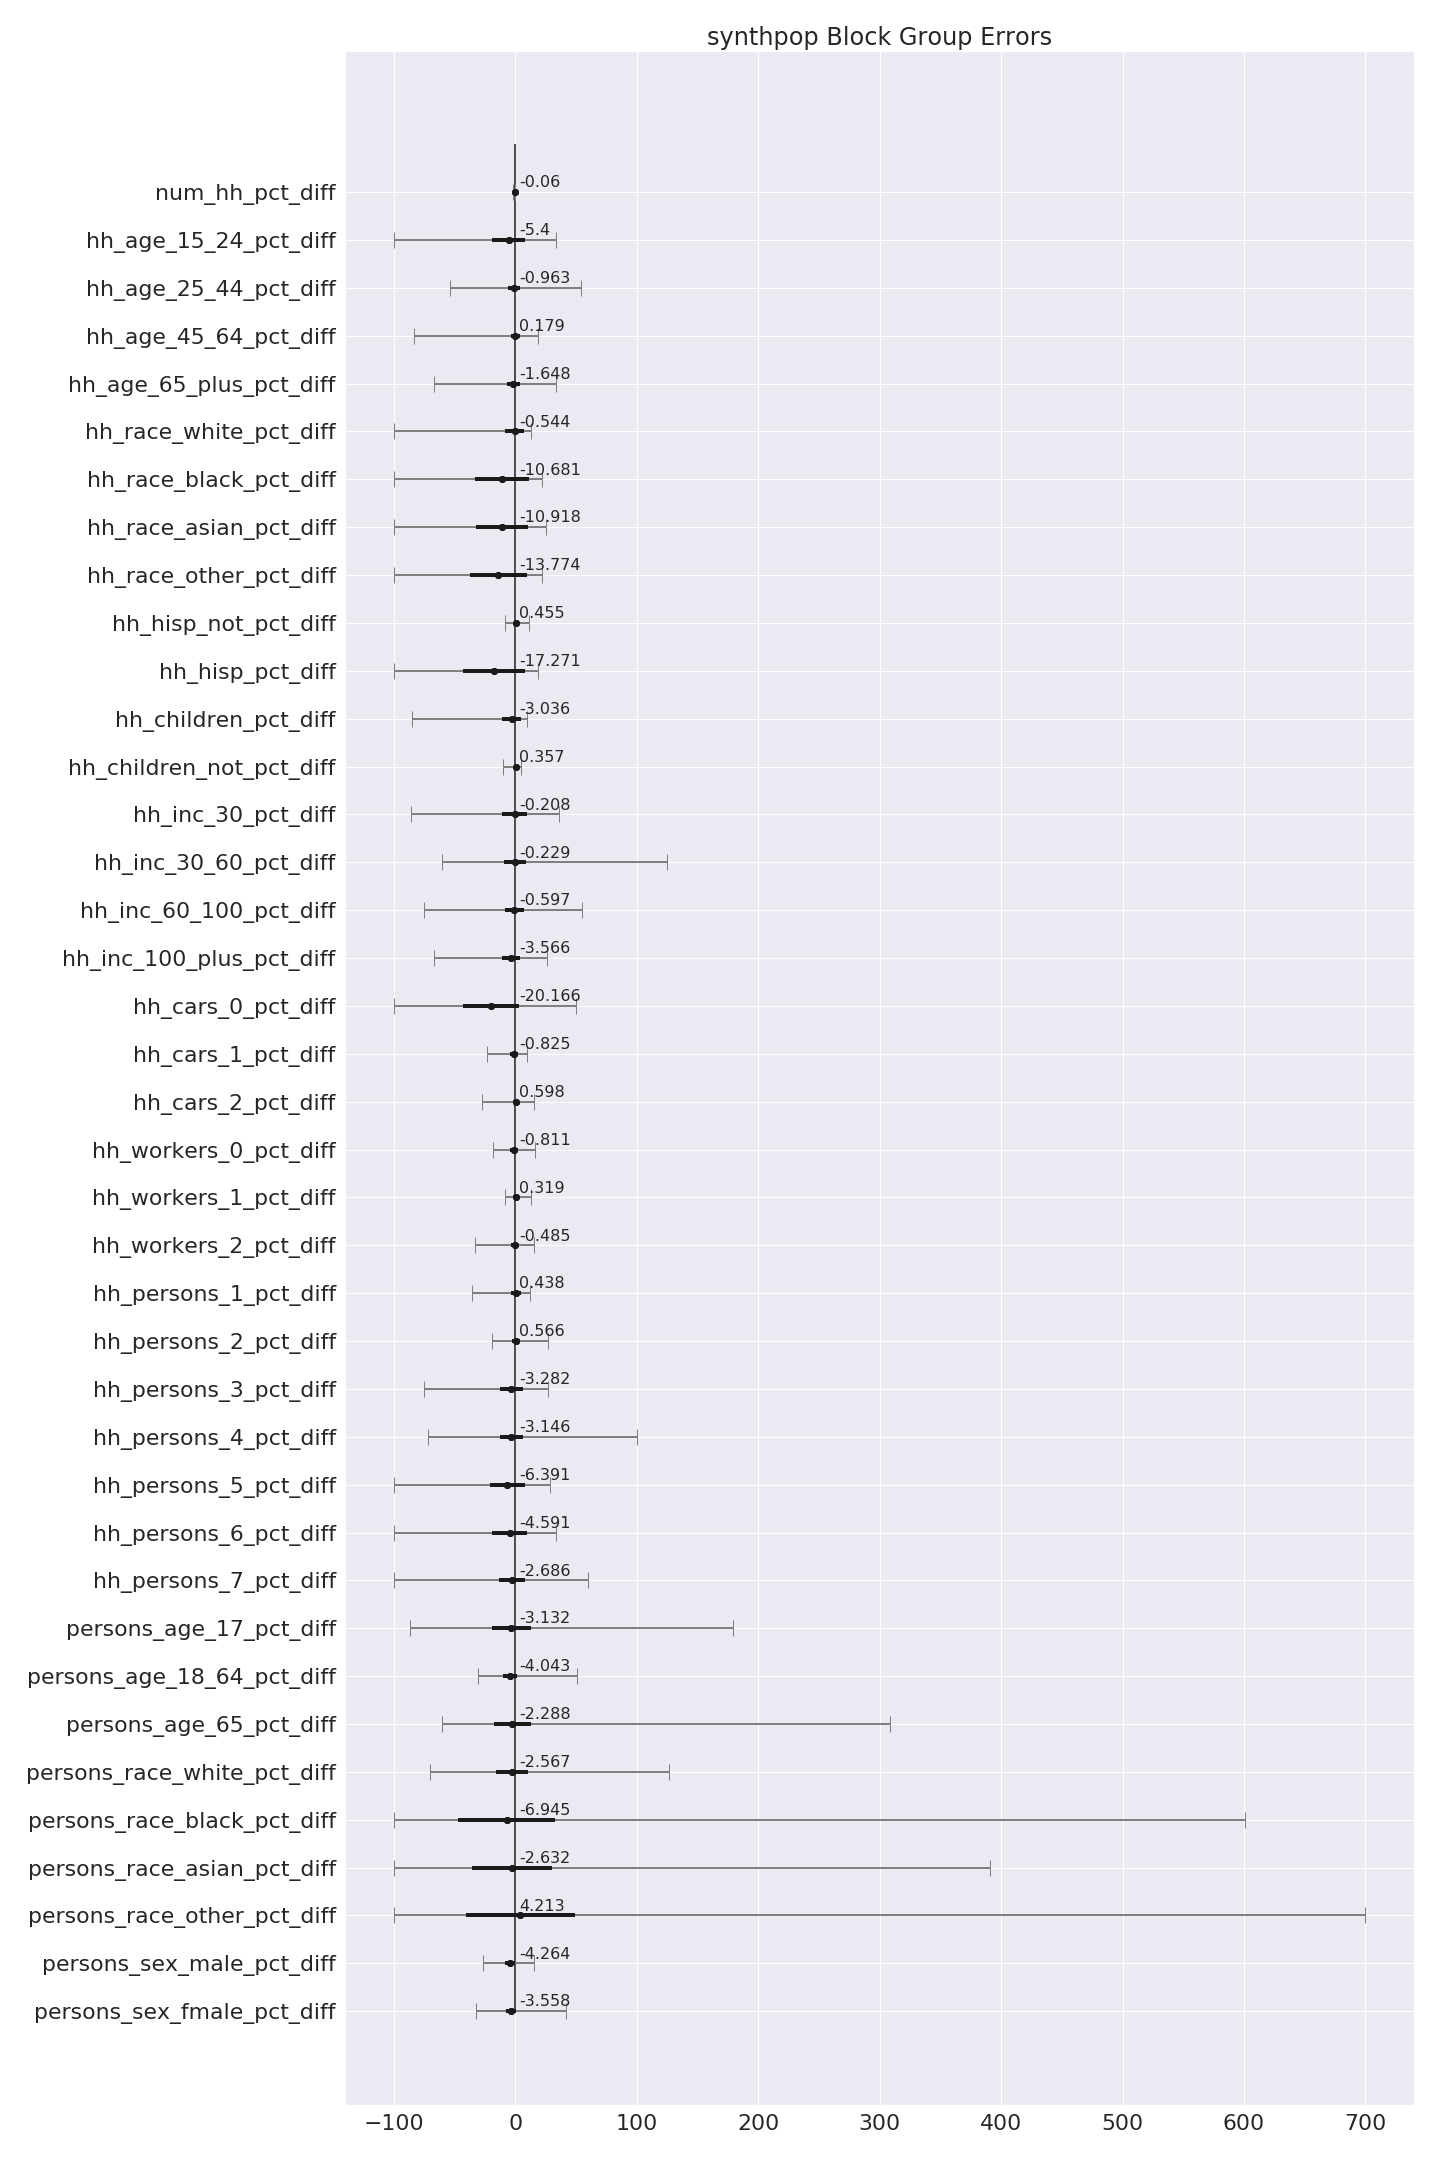 synthpop Block Group Errors
num_hh_pct_diff -0.06
hh_age_15_24_pct_diff -5.4
hh_age_25_44_pct_diff -0.963
hh_age_45_64_pct_diff 0.179
hh_age_65_plus_pct_diff -1.648
hh_race_white_pct_diff -0.544
hh_race_black_pct_diff -10.681
hh_race_asian_pct_diff -10.918
hh_race_other_pct_diff -13.774
hh_hisp_not_pct_diff 0.455
hh_hisp_pct_diff -17.271
hh_children_pct_diff -3.036
hh_children_not_pct_diff 0.357
hh_inc_30_pct_diff -0.208
hh_inc_30_60_pct_diff -0.229
hh_inc_60_100_pct_diff -0.597
hh_inc_100_plus_pct_diff -3.566
hh_cars_0_pct_diff -20.166
hh_cars_1_pct_diff -0.825
hh_cars_2_pct_diff 0.598
hh_workers_0_pct_diff -0.811
hh_workers_1_pct_diff 0.319
hh_workers_2_pct_diff -0.485
hh_persons_1_pct_diff 0.438
hh_persons_2_pct_diff 0.566
hh_persons_3_pct_diff -3.282
hh_persons_4_pct_diff -3.146
hh_persons_5_pct_diff -6.391
hh_persons_6_pct_diff -4.591
hh_persons_7_pct_diff -2.686
persons_age_17_pct_diff -3.132
persons_age_18_64_pct_diff -4.043
persons_age_65_pct_diff -2.288
persons_race_white_pct_diff -2.567
persons_race_black_pct_diff -6.945
persons_race_asian_pct_diff -2.632
persons_race_other_pct_diff 4.213
persons_sex_male_pct_diff -4.264
persons_sex_fmale_pct_diff -3.558
−100 0 100 200 300 400 500 600 700